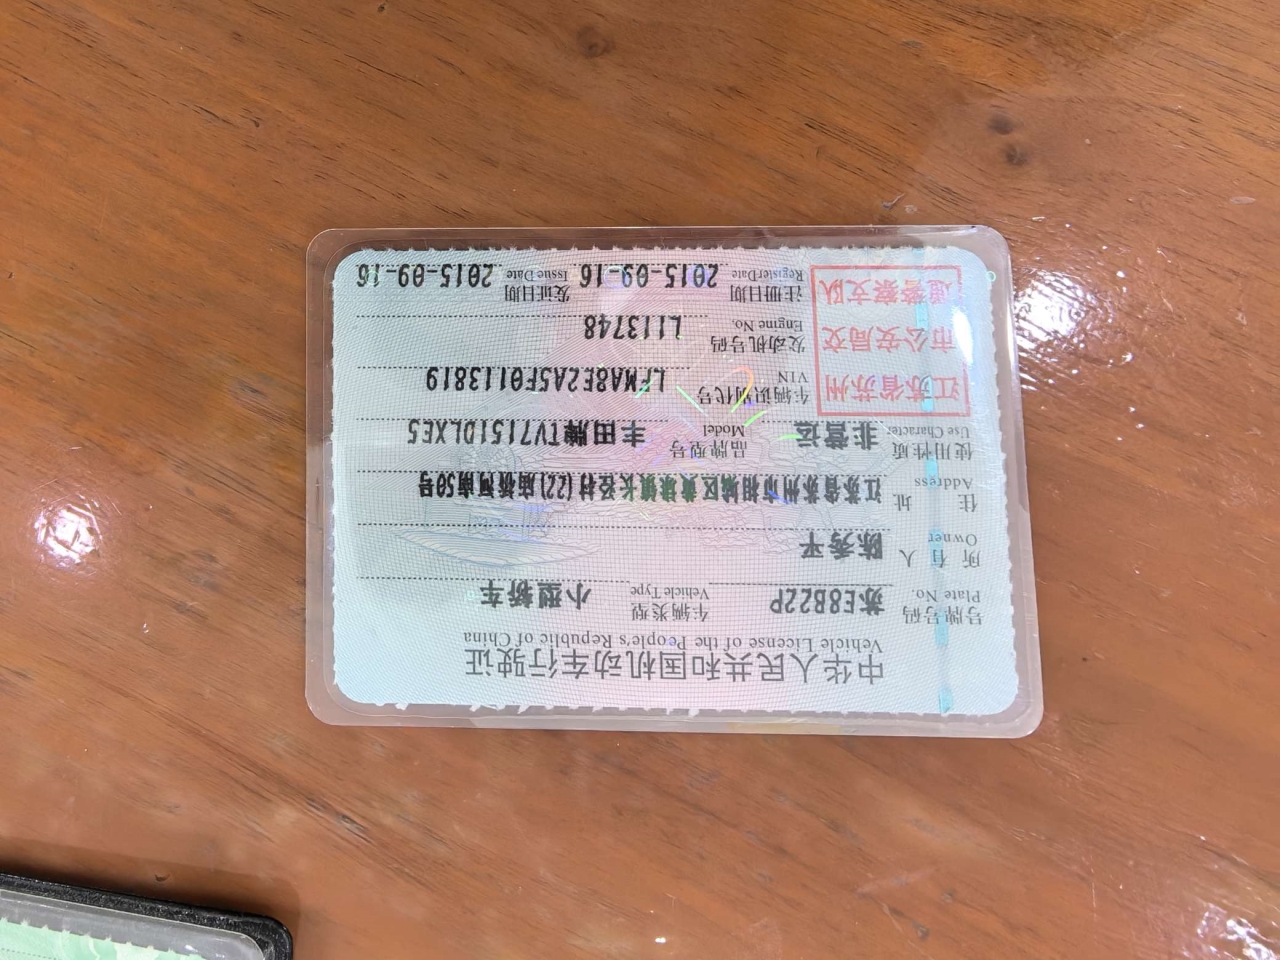 中华人民共和国机动车行驶证
Vehicle License of the People's Republic of China
号牌号码 Plate No. 苏E8B22P 车辆类型 Vehicle Type 小型轿车
所有人 Owner 陈秀平
住址 Address 江苏省苏州市相城区黄埭镇长泾村(22)庙桥河南50号
使用性质 Use Character 非营运 品牌型号 Model 丰田牌TV7151DLXE5
江苏省苏州市公安局交通警察支队
车辆识别代号 VIN LFMA8E2A5F0113819
发动机号码 Engine No. L113748
注册日期 Register Date 2015-09-16 发证日期 Issue Date 2015-09-16